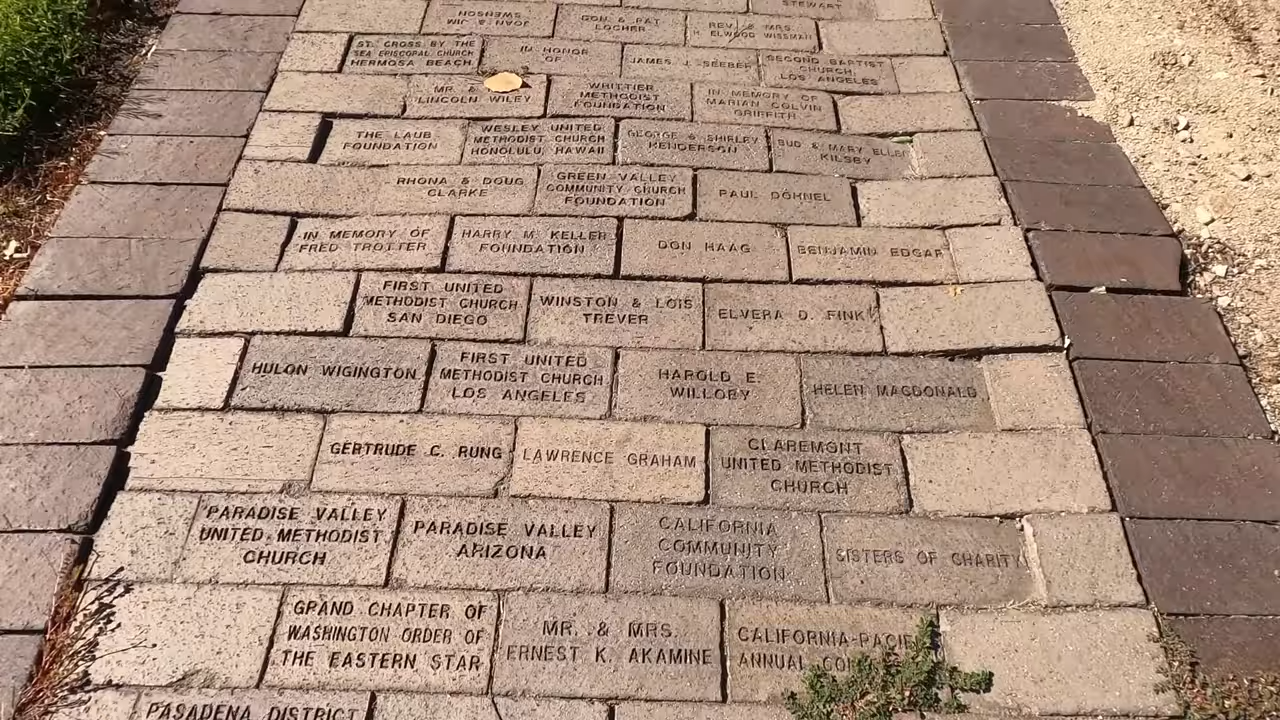 STEWART
JOAN & JIM
SWENSON
DON & PAT
LOCHER
REV. & MRS.
ELWOOD WISSMAN
ST. CROSS BY THE
SEA EPISCOPAL CHURCH
HERMOSA BEACH
IN HONOR
OF
JAMES J. SEEBER
SECOND BAPTIST
CHURCH
LOS ANGELES
MR. &
LINCOLN WILEY
WHITTIER
METHODIST
FOUNDATION
IN MEMORY OF
MARIAN COLVIN
GRIFFITH
THE LAUB
FOUNDATION
WESLEY UNITED
METHODIST CHURCH
HONOLULU, HAWAII
GEORGE & SHIRLEY
HENDERSON
BUD & MARY ELLEN
KILSBY
RHONA & DOUG
CLARKE
GREEN VALLEY
COMMUNITY CHURCH
FOUNDATION
PAUL DOHNEL
IN MEMORY OF
FRED TROTTER
HARRY M. KELLER
FOUNDATION
DON HAAG
BENJAMIN EDGAR
FIRST UNITED
METHODIST CHURCH
SAN DIEGO
WINSTON & LOIS
TREVER
ELVERA D. FINK
HULON WIGINGTON
FIRST UNITED
METHODIST CHURCH
LOS ANGELES
HAROLD E.
WILLOBY
HELEN MACDONALD
GERTRUDE C. RUNG
LAWRENCE GRAHAM
CLAREMONT
UNITED METHODIST
CHURCH
PARADISE VALLEY
UNITED METHODIST
CHURCH
PARADISE VALLEY
ARIZONA
CALIFORNIA
COMMUNITY
FOUNDATION
SISTERS OF CHARITY
GRAND CHAPTER OF
WASHINGTON ORDER OF
THE EASTERN STAR
MR. & MRS.
ERNEST K. AKAMINE
CALIFORNIA-PACIF
ANNUAL CO
PASADENA DISTRICT